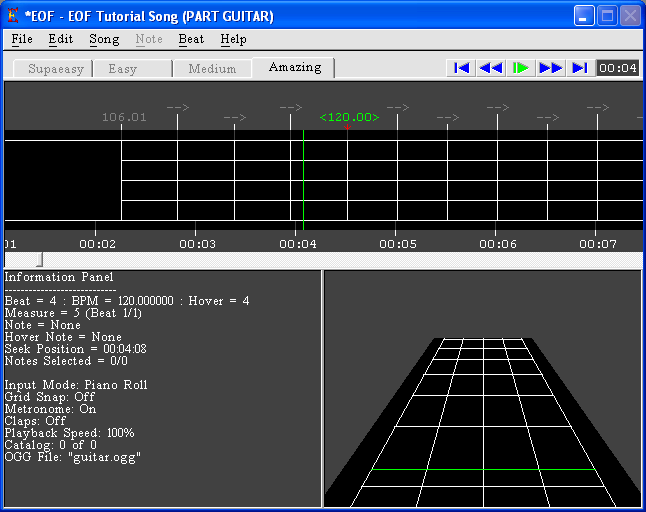 *EOF - EOF Tutorial Song (PART GUITAR)
File Edit Song Note Beat Help
Supaeasy Easy Medium Amazing 00:04
--> --> --> --> --> -->
106.01 --> --> <120.00> --> --> -->
01 00:02 00:03 00:04 00:05 00:06 00:07
Information Panel
----------------------------
Beat = 4 : BPM = 120.000000 : Hover = 4
Measure = 5 (Beat 1/1)
Note = None
Hover Note = None
Seek Position = 00:04:08
Notes Selected = 0/0
Input Mode: Piano Roll
Grid Snap: Off
Metronome: On
Claps: Off
Playback Speed: 100%
Catalog: 0 of 0
OGG File: "guitar.ogg"